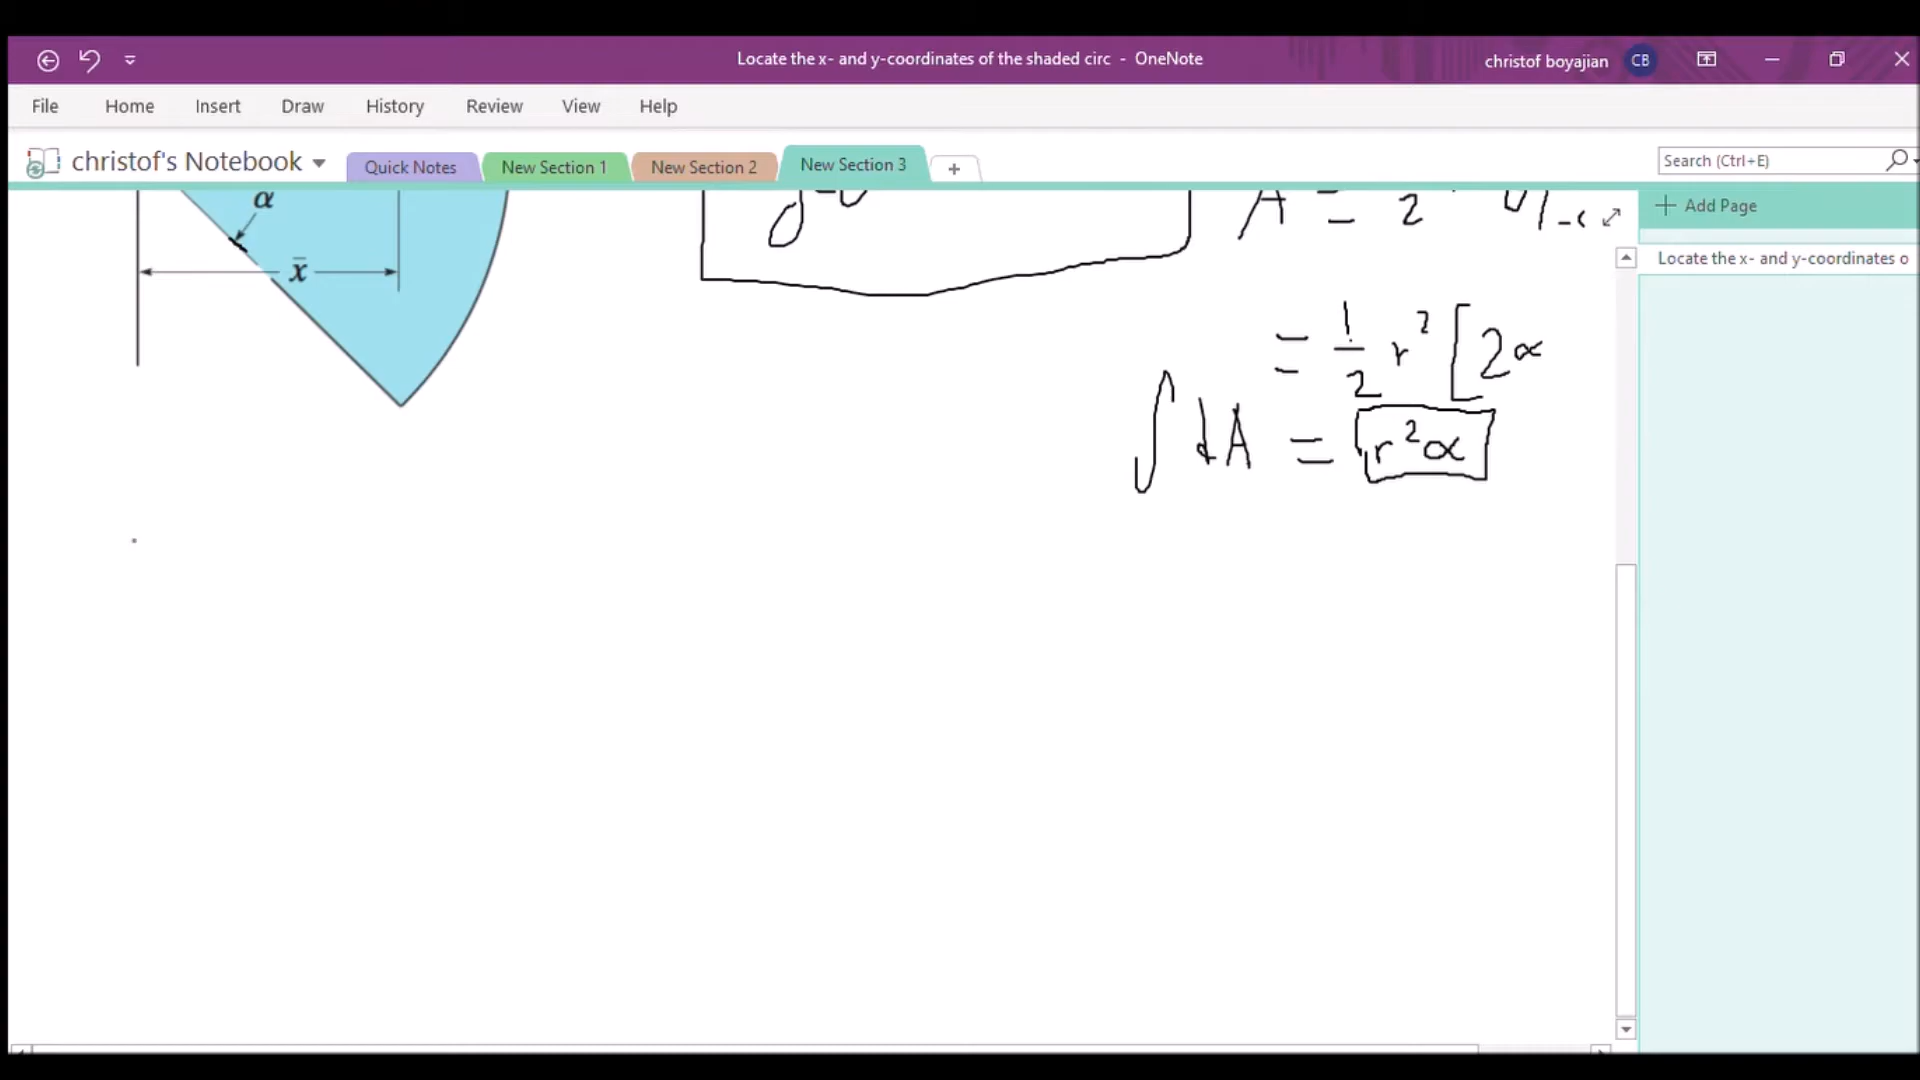 Locate the x- and y-coordinates of the shaded circ - OneNote
christof boyajian CB
File Home Insert Draw History Review View Help
christof's Notebook Quick Notes New Section 1 New Section 2 New Section 3 +
Search (Ctrl+E)
Add Page
Locate the x- and y-coordinates o
α
x̄
A = 2
= 1/2 r² [2α
∫dA = r²α